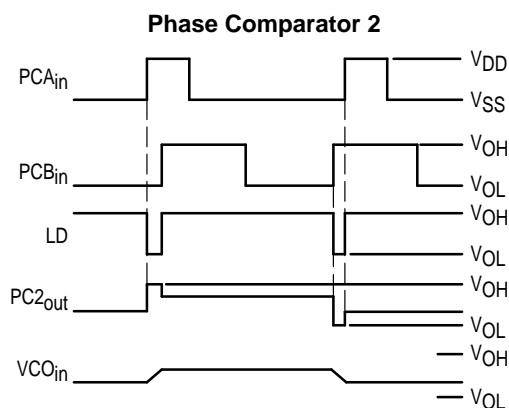 Phase Comparator 2
PCAin
VDD
VSS
PCBin
VOH
VOL
LD
VOH
VOL
PC2out
VOH
VOL
VCOin
VOH
VOL